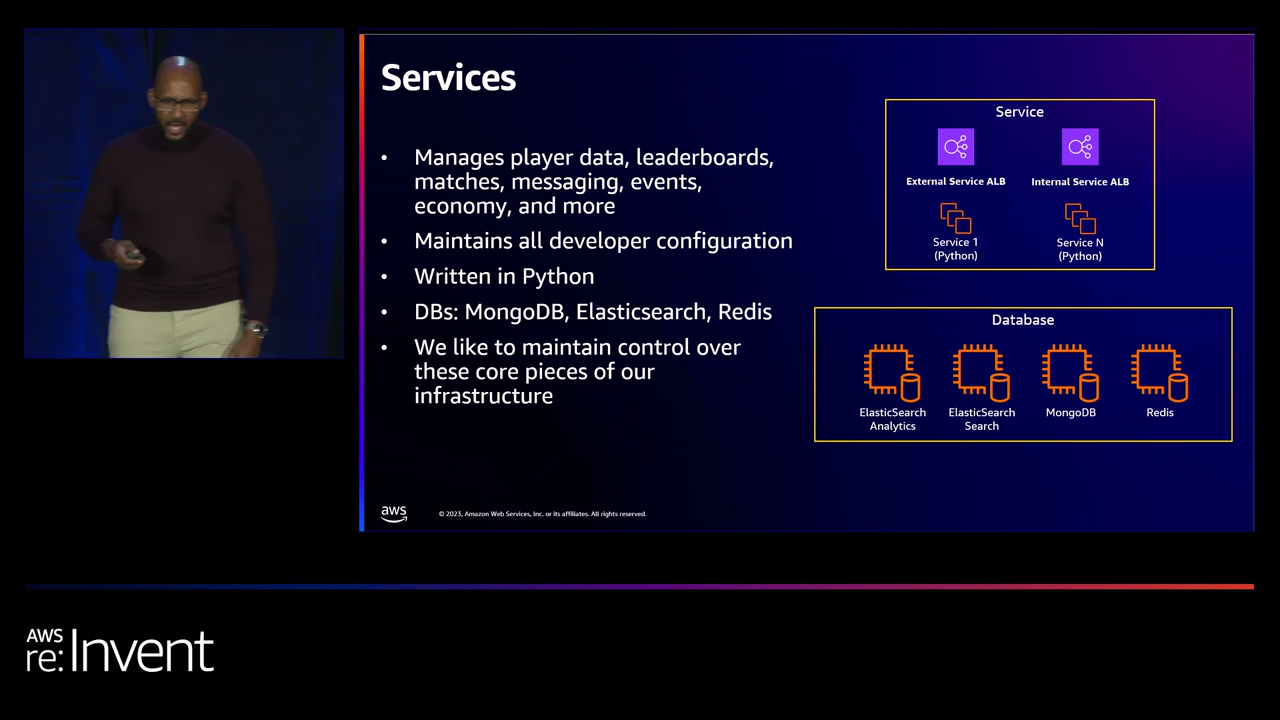 Services
• Manages player data, leaderboards,
matches, messaging, events,
economy, and more
• Maintains all developer configuration
• Written in Python
• DBs: MongoDB, Elasticsearch, Redis
• We like to maintain control over
these core pieces of our
infrastructure
Service
External Service ALB
Internal Service ALB
Service 1
(Python)
Service N
(Python)
Database
ElasticSearch
Analytics
ElasticSearch
Search
MongoDB
Redis
aws
© 2023, Amazon Web Services, Inc. or its affiliates. All rights reserved.
AWS
re:Invent